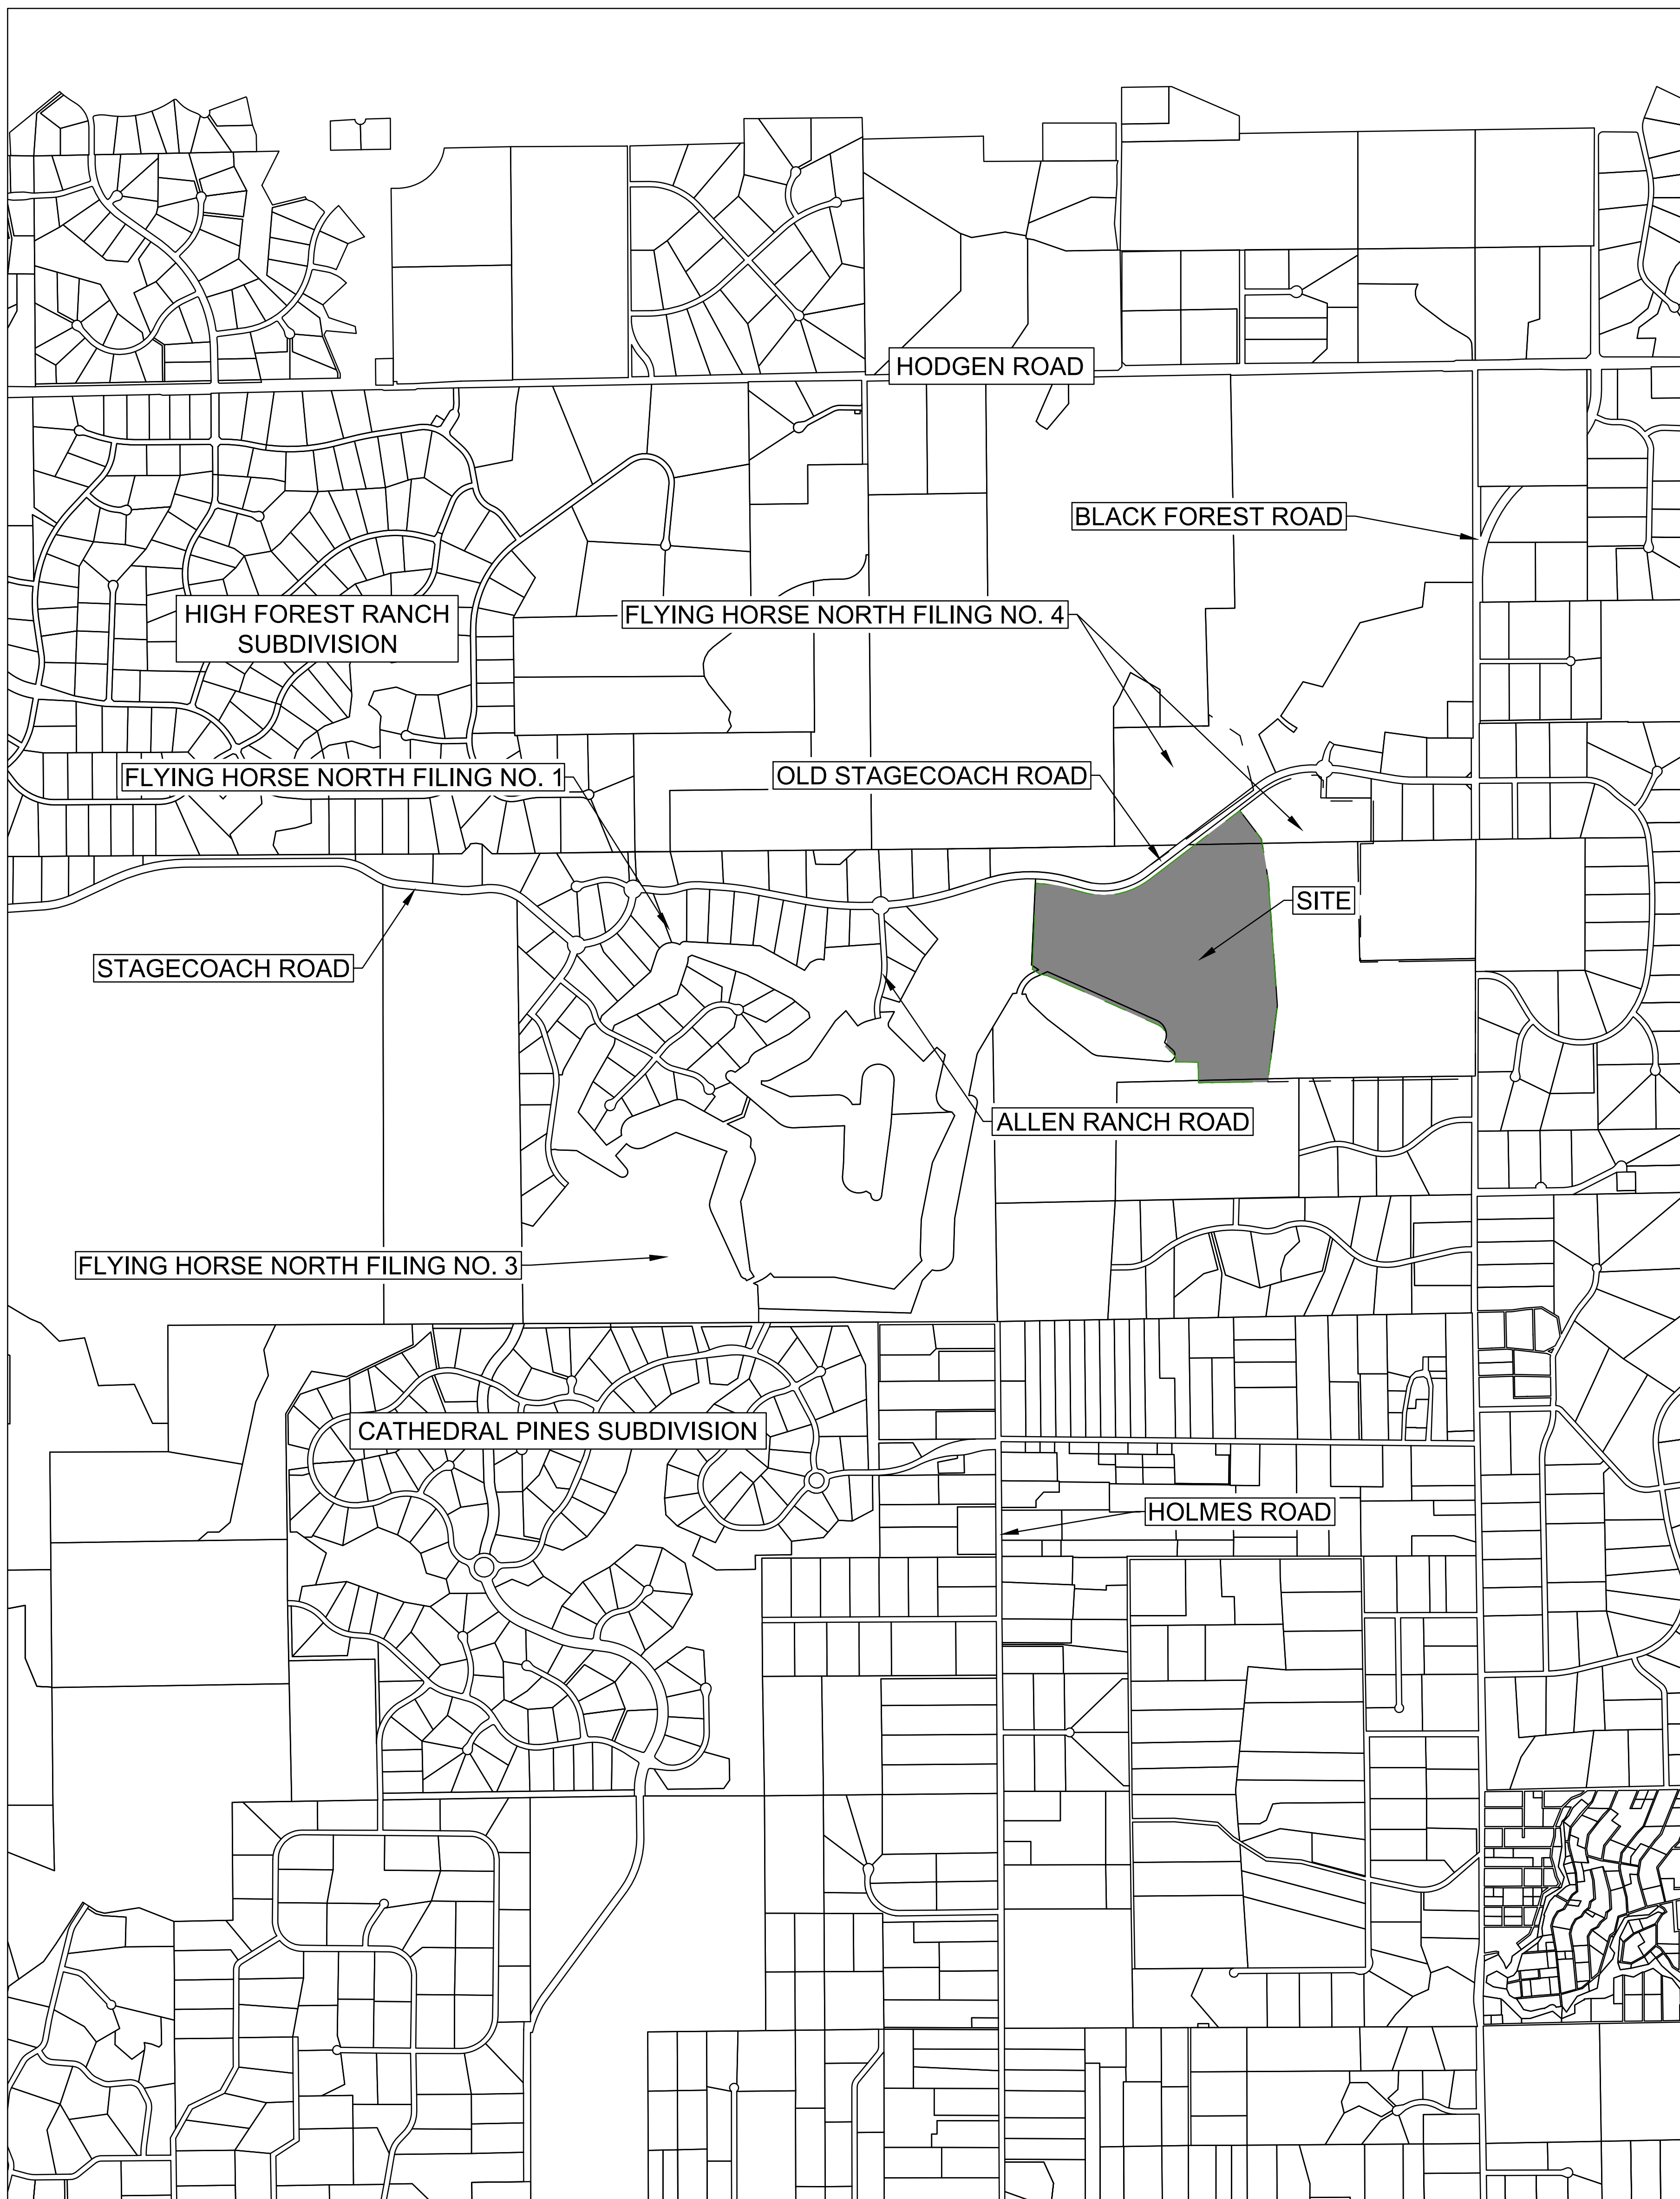 HODGEN ROAD
BLACK FOREST ROAD
HIGH FOREST RANCH
SUBDIVISION
FLYING HORSE NORTH FILING NO. 4
FLYING HORSE NORTH FILING NO. 1
OLD STAGECOACH ROAD
SITE
STAGECOACH ROAD
ALLEN RANCH ROAD
FLYING HORSE NORTH FILING NO. 3
CATHEDRAL PINES SUBDIVISION
HOLMES ROAD